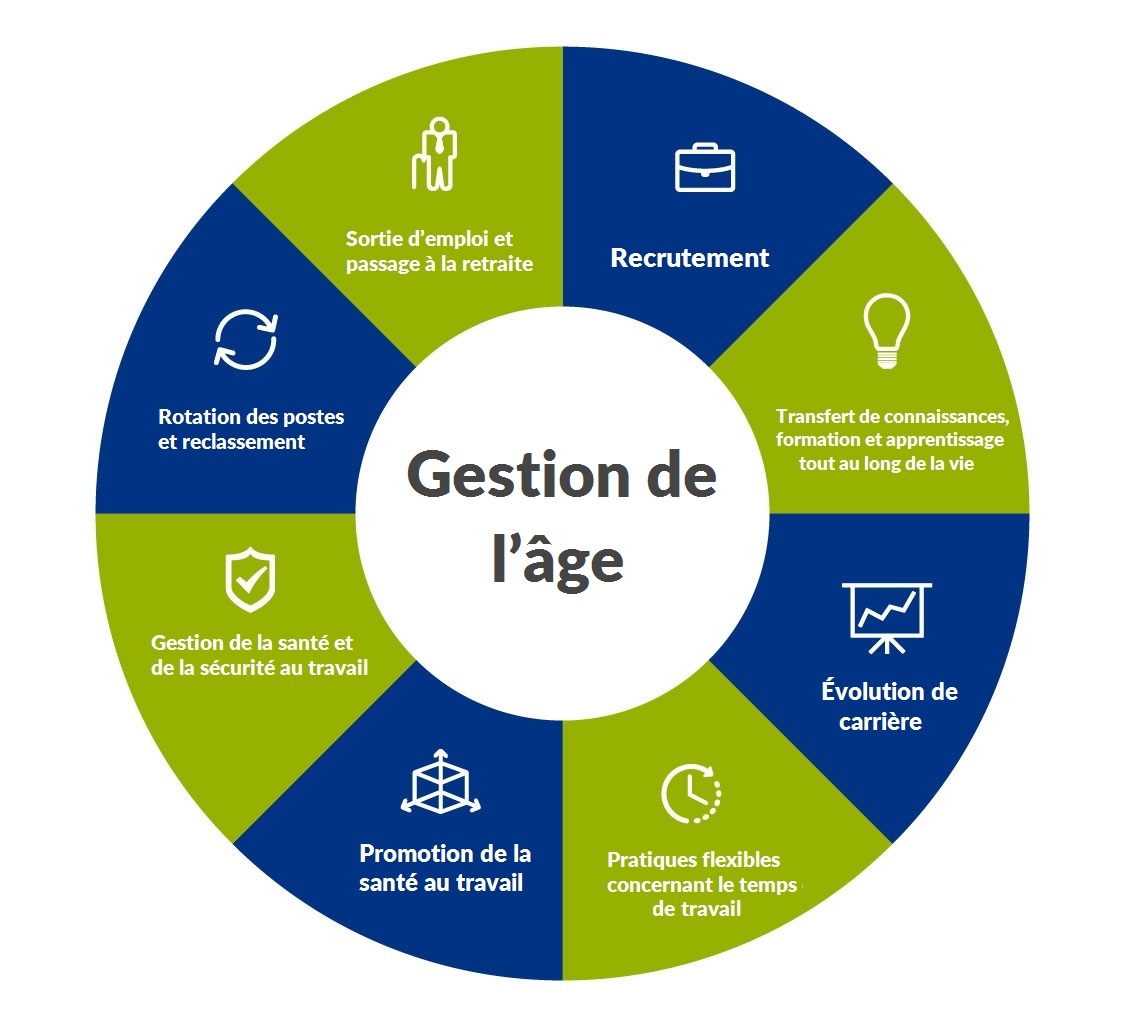 Gestion de
l’âge
Recrutement
Transfert de connaissances,
formation et apprentissage
tout au long de la vie
Évolution de
carrière
Pratiques flexibles
concernant le temps
de travail
Promotion de la
santé au travail
Gestion de la santé et
de la sécurité au travail
Rotation des postes
et reclassement
Sortie d’emploi et
passage à la retraite